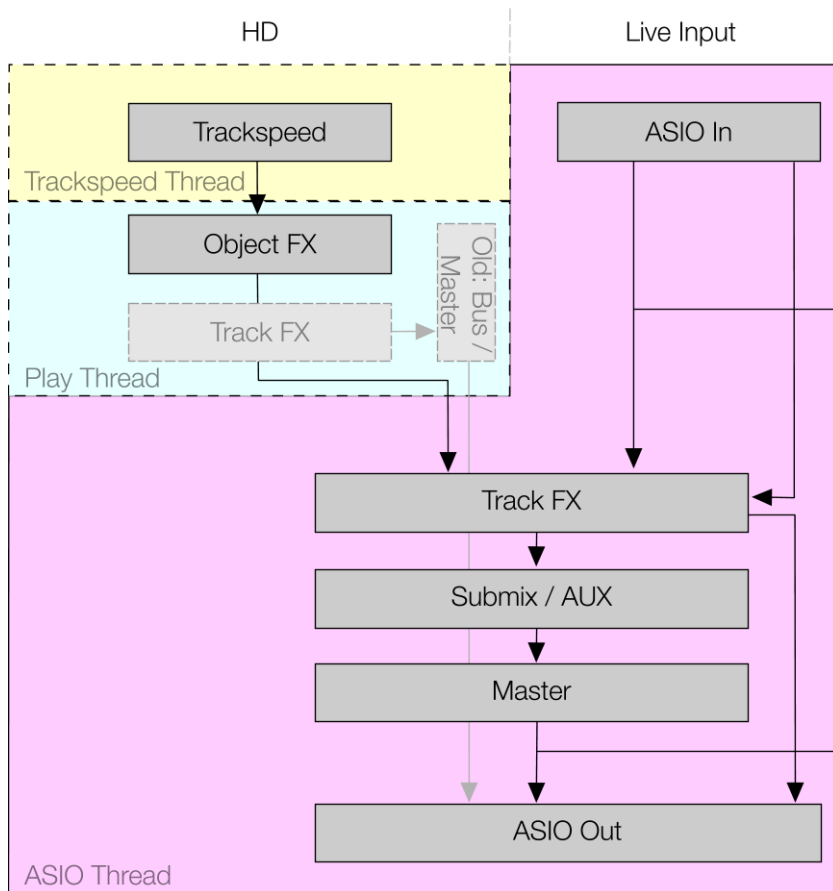 HD
Live Input
Trackspeed
ASIO In
Trackspeed Thread
Object FX
Old: Bus /
Master
Track FX
Play Thread
Track FX
Submix / AUX
Master
ASIO Out
ASIO Thread